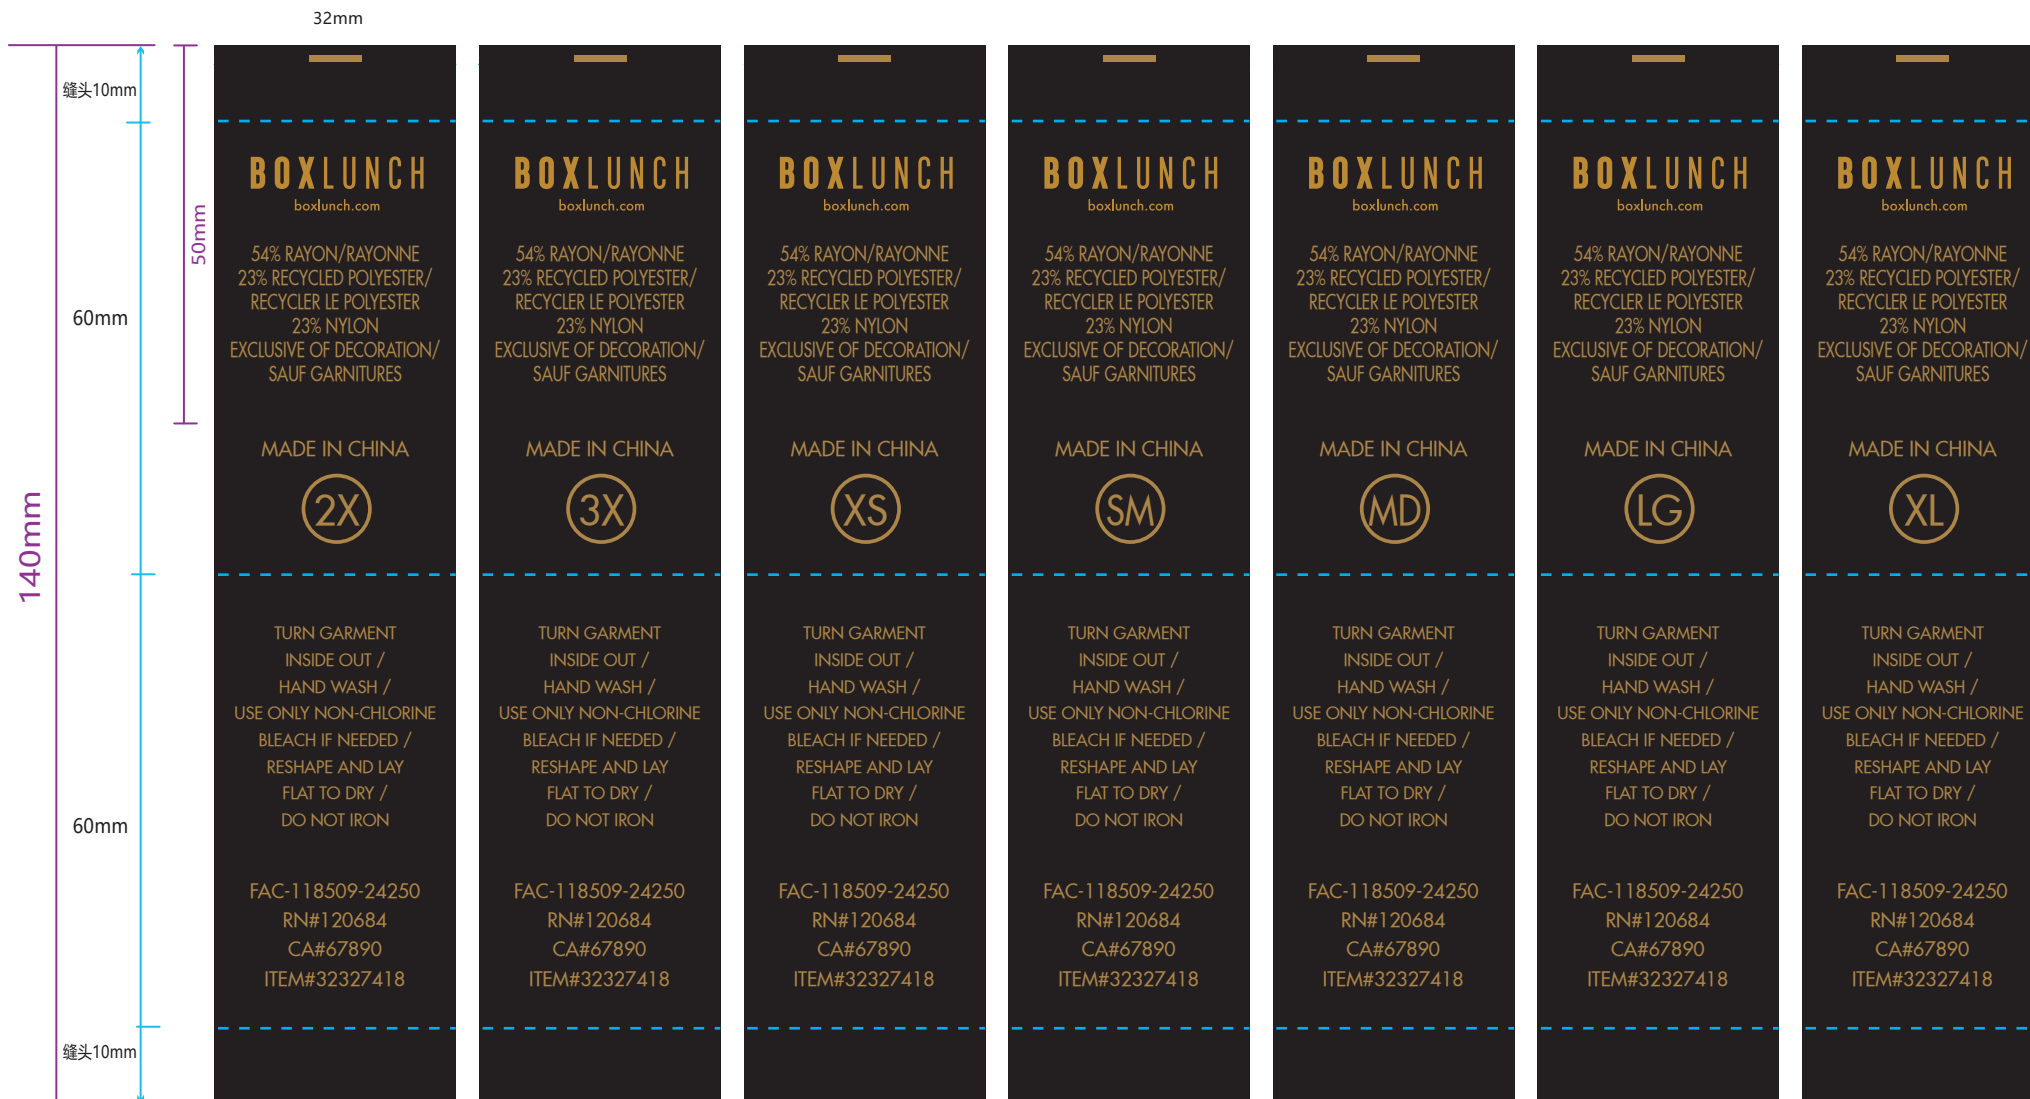 32mm
缝头10mm
50mm
60mm
140mm
60mm
缝头10mm
BOXLUNCH
boxlunch.com
54% RAYON/RAYONNE
23% RECYCLED POLYESTER/
RECYCLER LE POLYESTER
23% NYLON
EXCLUSIVE OF DECORATION/
SAUF GARNITURES
MADE IN CHINA
2X
TURN GARMENT
INSIDE OUT /
HAND WASH /
USE ONLY NON-CHLORINE
BLEACH IF NEEDED /
RESHAPE AND LAY
FLAT TO DRY /
DO NOT IRON
FAC-118509-24250
RN#120684
CA#67890
ITEM#32327418
BOXLUNCH
boxlunch.com
54% RAYON/RAYONNE
23% RECYCLED POLYESTER/
RECYCLER LE POLYESTER
23% NYLON
EXCLUSIVE OF DECORATION/
SAUF GARNITURES
MADE IN CHINA
3X
TURN GARMENT
INSIDE OUT /
HAND WASH /
USE ONLY NON-CHLORINE
BLEACH IF NEEDED /
RESHAPE AND LAY
FLAT TO DRY /
DO NOT IRON
FAC-118509-24250
RN#120684
CA#67890
ITEM#32327418
BOXLUNCH
boxlunch.com
54% RAYON/RAYONNE
23% RECYCLED POLYESTER/
RECYCLER LE POLYESTER
23% NYLON
EXCLUSIVE OF DECORATION/
SAUF GARNITURES
MADE IN CHINA
XS
TURN GARMENT
INSIDE OUT /
HAND WASH /
USE ONLY NON-CHLORINE
BLEACH IF NEEDED /
RESHAPE AND LAY
FLAT TO DRY /
DO NOT IRON
FAC-118509-24250
RN#120684
CA#67890
ITEM#32327418
BOXLUNCH
boxlunch.com
54% RAYON/RAYONNE
23% RECYCLED POLYESTER/
RECYCLER LE POLYESTER
23% NYLON
EXCLUSIVE OF DECORATION/
SAUF GARNITURES
MADE IN CHINA
SM
TURN GARMENT
INSIDE OUT /
HAND WASH /
USE ONLY NON-CHLORINE
BLEACH IF NEEDED /
RESHAPE AND LAY
FLAT TO DRY /
DO NOT IRON
FAC-118509-24250
RN#120684
CA#67890
ITEM#32327418
BOXLUNCH
boxlunch.com
54% RAYON/RAYONNE
23% RECYCLED POLYESTER/
RECYCLER LE POLYESTER
23% NYLON
EXCLUSIVE OF DECORATION/
SAUF GARNITURES
MADE IN CHINA
MD
TURN GARMENT
INSIDE OUT /
HAND WASH /
USE ONLY NON-CHLORINE
BLEACH IF NEEDED /
RESHAPE AND LAY
FLAT TO DRY /
DO NOT IRON
FAC-118509-24250
RN#120684
CA#67890
ITEM#32327418
BOXLUNCH
boxlunch.com
54% RAYON/RAYONNE
23% RECYCLED POLYESTER/
RECYCLER LE POLYESTER
23% NYLON
EXCLUSIVE OF DECORATION/
SAUF GARNITURES
MADE IN CHINA
LG
TURN GARMENT
INSIDE OUT /
HAND WASH /
USE ONLY NON-CHLORINE
BLEACH IF NEEDED /
RESHAPE AND LAY
FLAT TO DRY /
DO NOT IRON
FAC-118509-24250
RN#120684
CA#67890
ITEM#32327418
BOXLUNCH
boxlunch.com
54% RAYON/RAYONNE
23% RECYCLED POLYESTER/
RECYCLER LE POLYESTER
23% NYLON
EXCLUSIVE OF DECORATION/
SAUF GARNITURES
MADE IN CHINA
XL
TURN GARMENT
INSIDE OUT /
HAND WASH /
USE ONLY NON-CHLORINE
BLEACH IF NEEDED /
RESHAPE AND LAY
FLAT TO DRY /
DO NOT IRON
FAC-118509-24250
RN#120684
CA#67890
ITEM#32327418